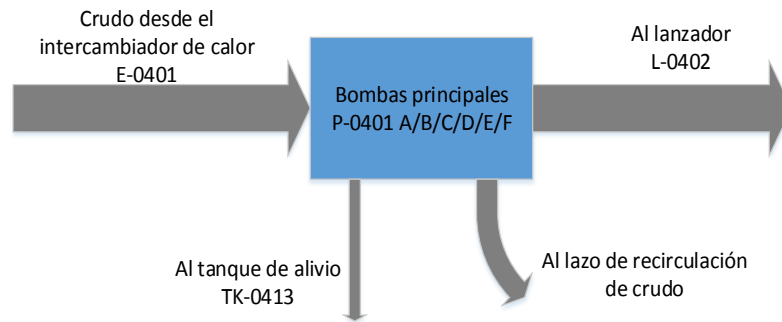 Crudo desde el
intercambiador de calor
E-0401
Al lanzador
L-0402
Bombas principales
P-0401 A/B/C/D/E/F
Al tanque de alivio
TK-0413
Al lazo de recirculación
de crudo